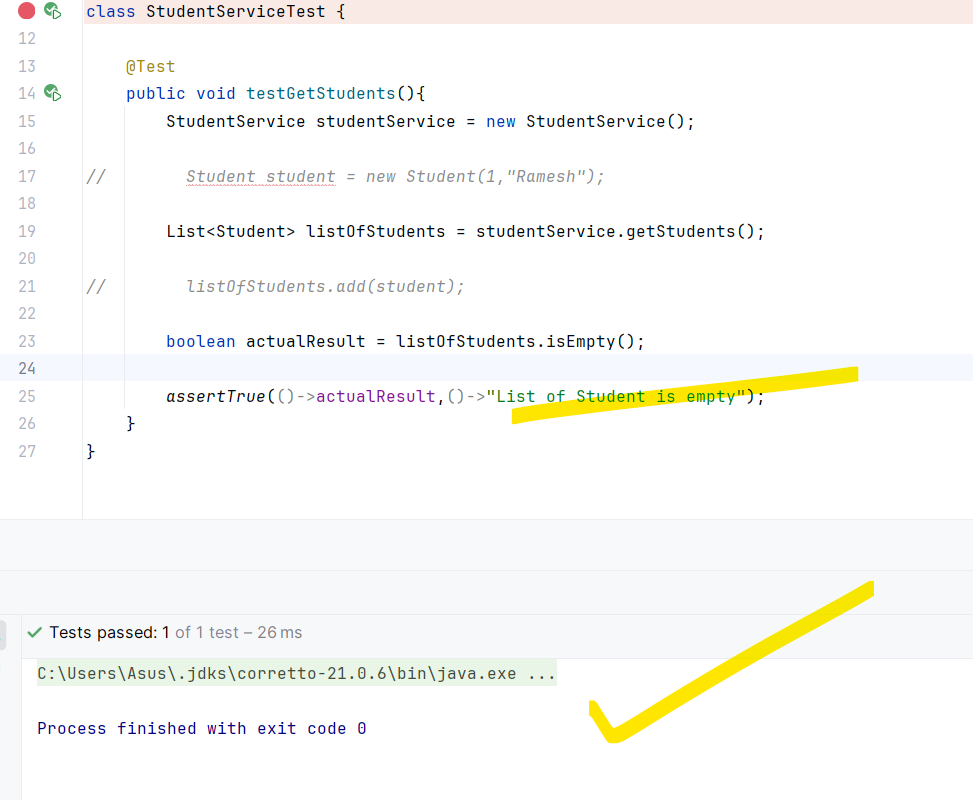 class StudentServiceTest {
12
13 @Test
14 public void testGetStudents(){
15 StudentService studentService = new StudentService();
16
17 // Student student = new Student(1,"Ramesh");
18
19 List<Student> listOfStudents = studentService.getStudents();
20
21 // listOfStudents.add(student);
22
23 boolean actualResult = listOfStudents.isEmpty();
24
25 assertTrue(()->actualResult,()->"List of Student is empty");
26 }
27 }
Tests passed: 1 of 1 test – 26 ms
C:\Users\Asus\.jdks\corretto-21.0.6\bin\java.exe ...
Process finished with exit code 0